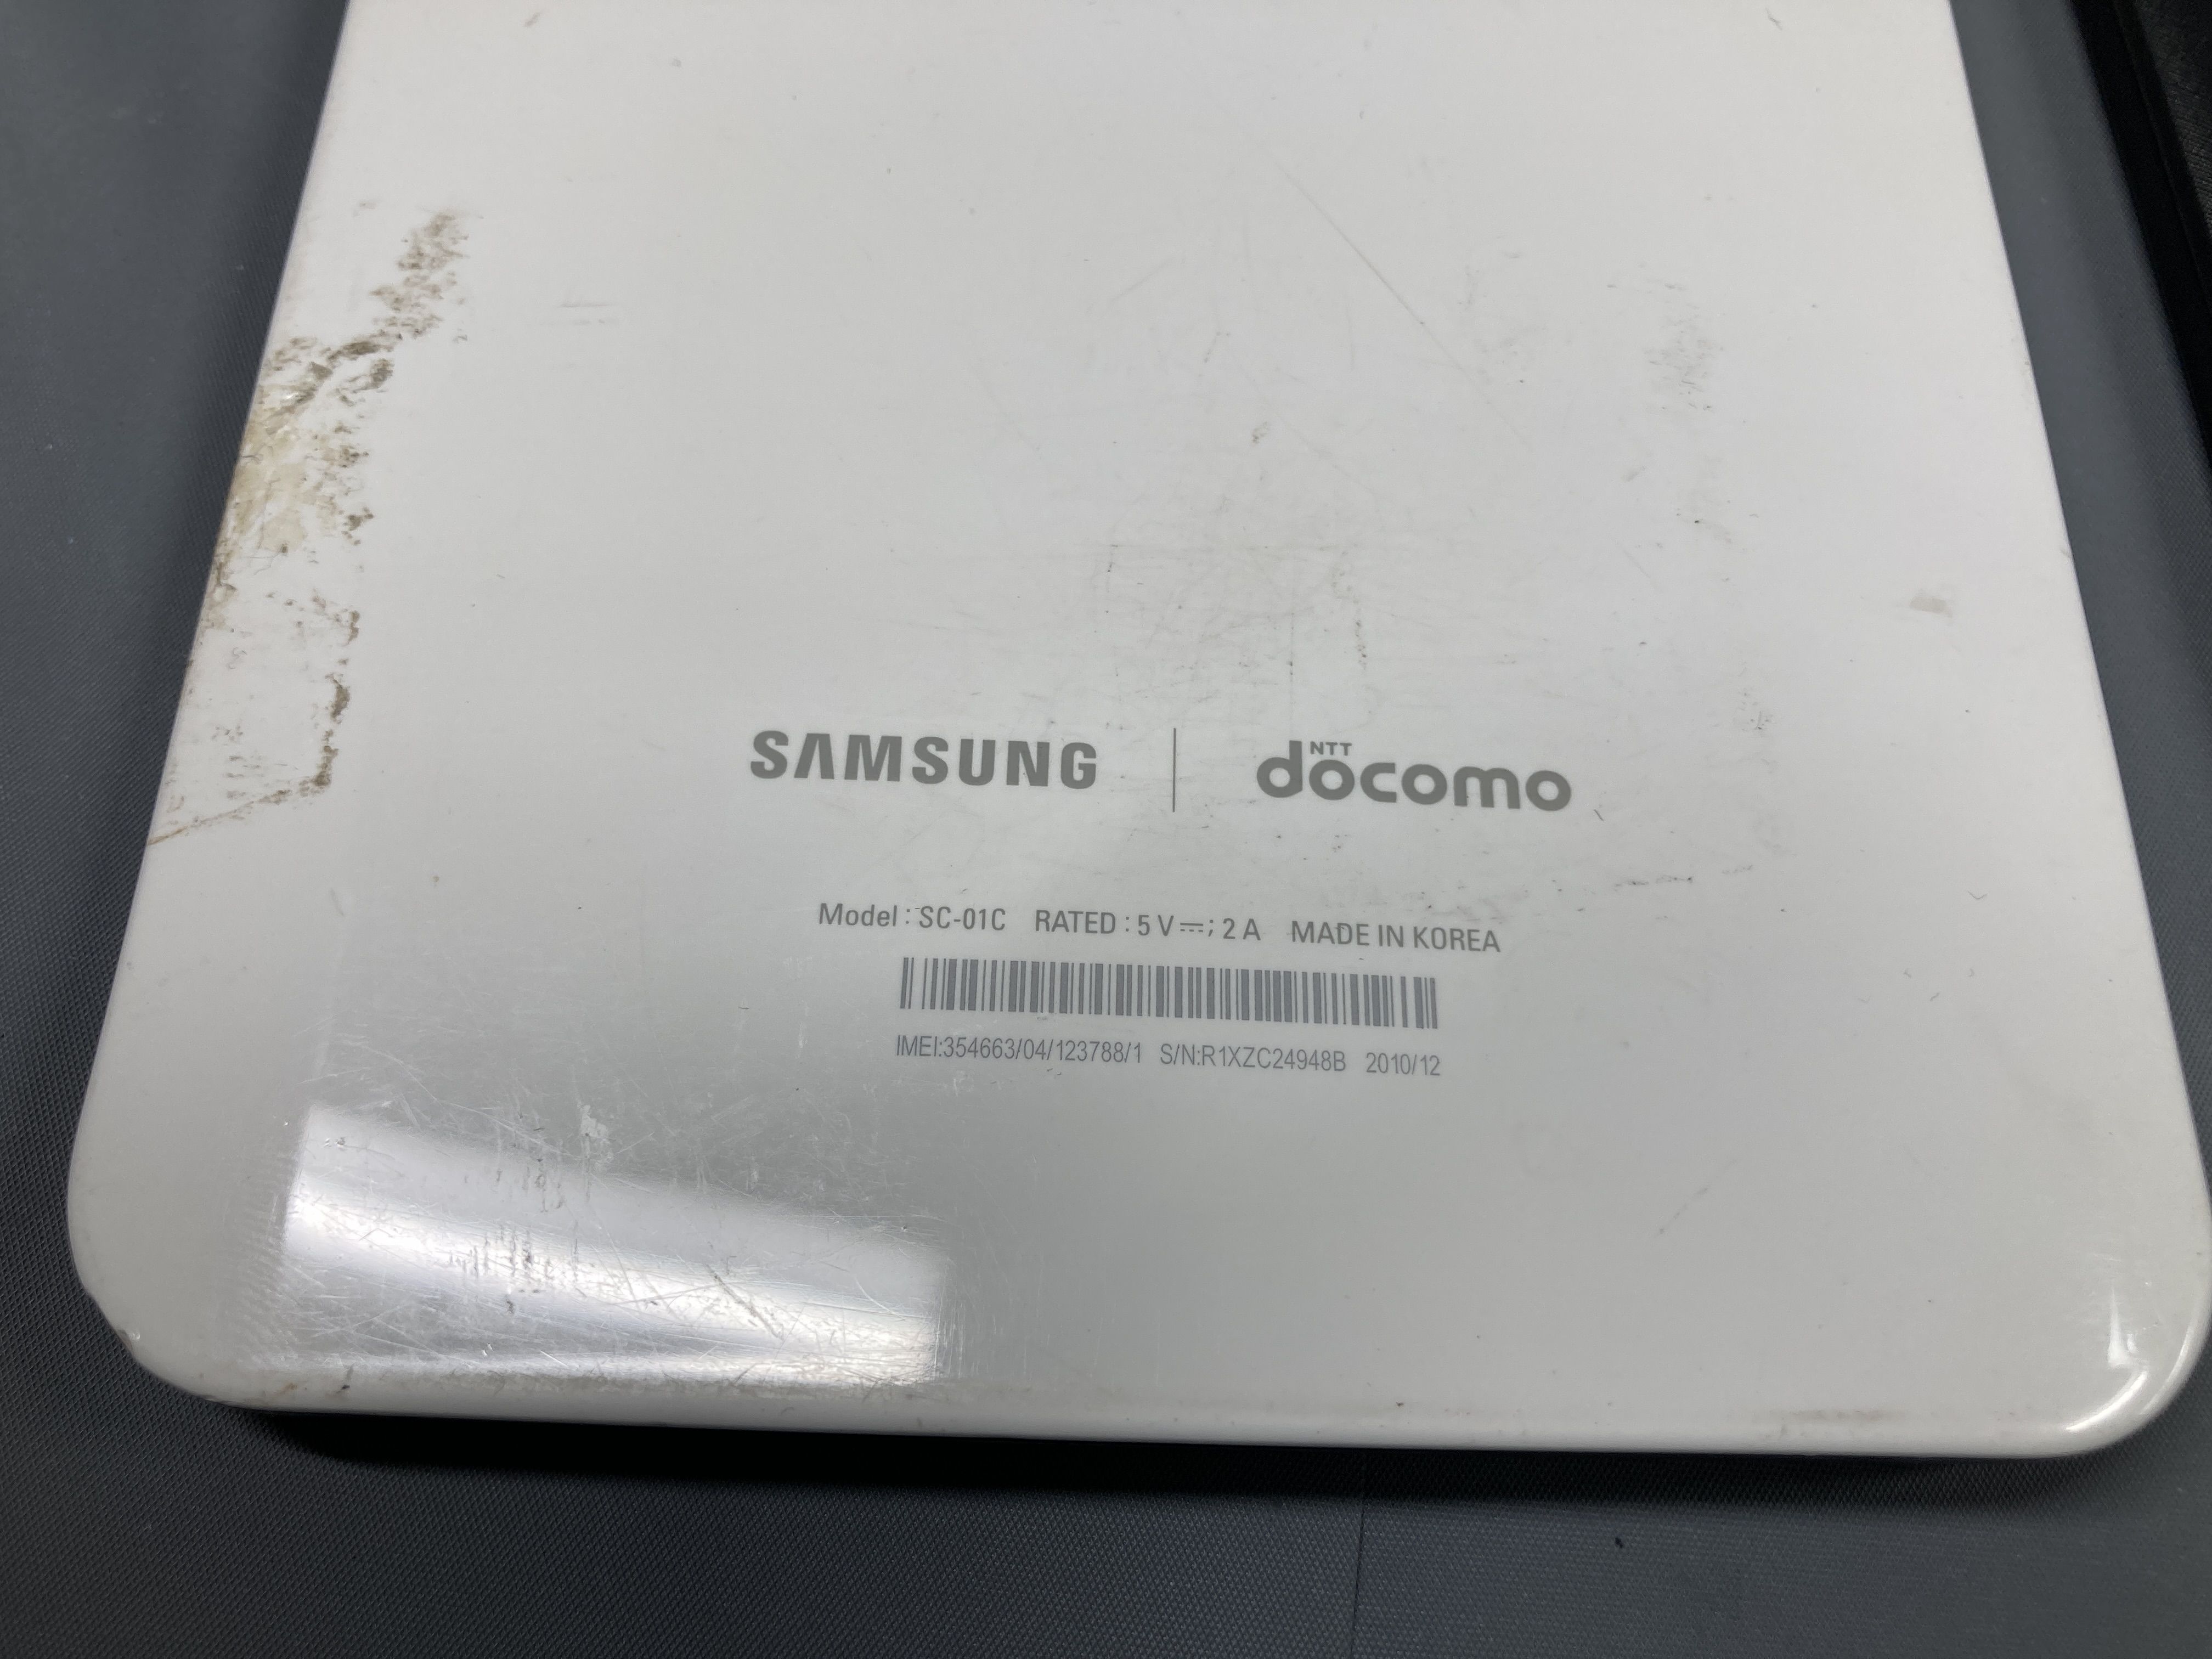 SAMSUNG | NTT docomo
Model : SC-01C RATED : 5 V⎓; 2 A MADE IN KOREA
IMEI:354663/04/123788/1 S/N:R1XZC24948B 2010/12